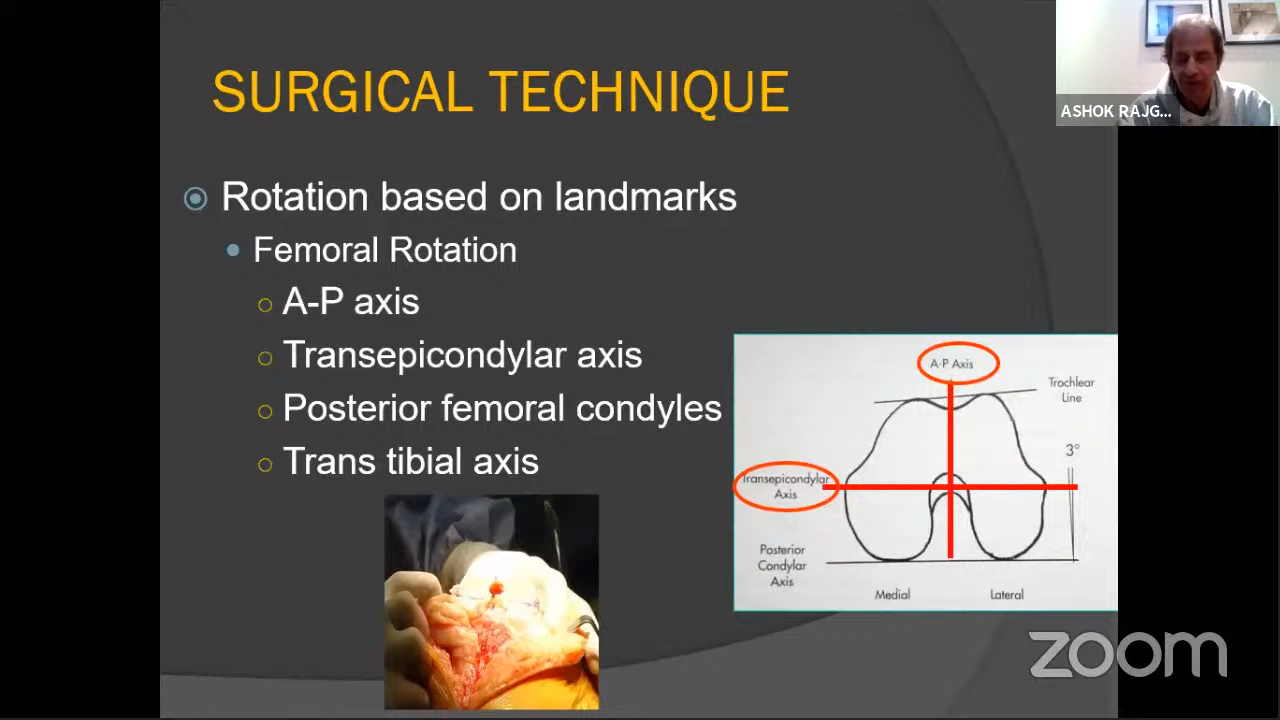 SURGICAL TECHNIQUE
ASHOK RAJG...
Rotation based on landmarks
Femoral Rotation
A-P axis
Transepicondylar axis
Posterior femoral condyles
Trans tibial axis
A-P Axis
Trochlear
Line
3°
Transepicondylar
Axis
Posterior
Condylar
Axis
Medial
Lateral
zoom